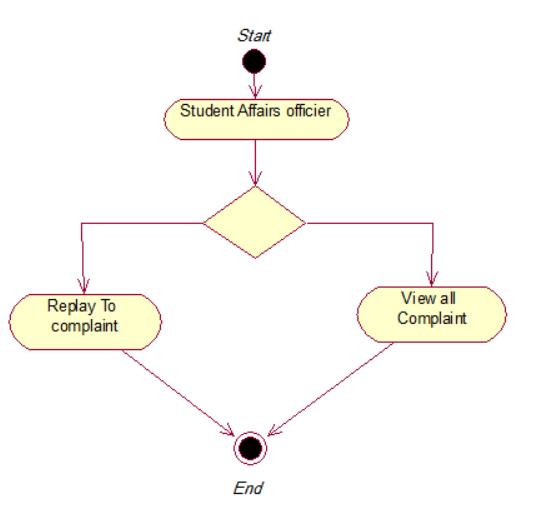 Start
Student Affairs officier
Replay To
complaint
View all
Complaint
End